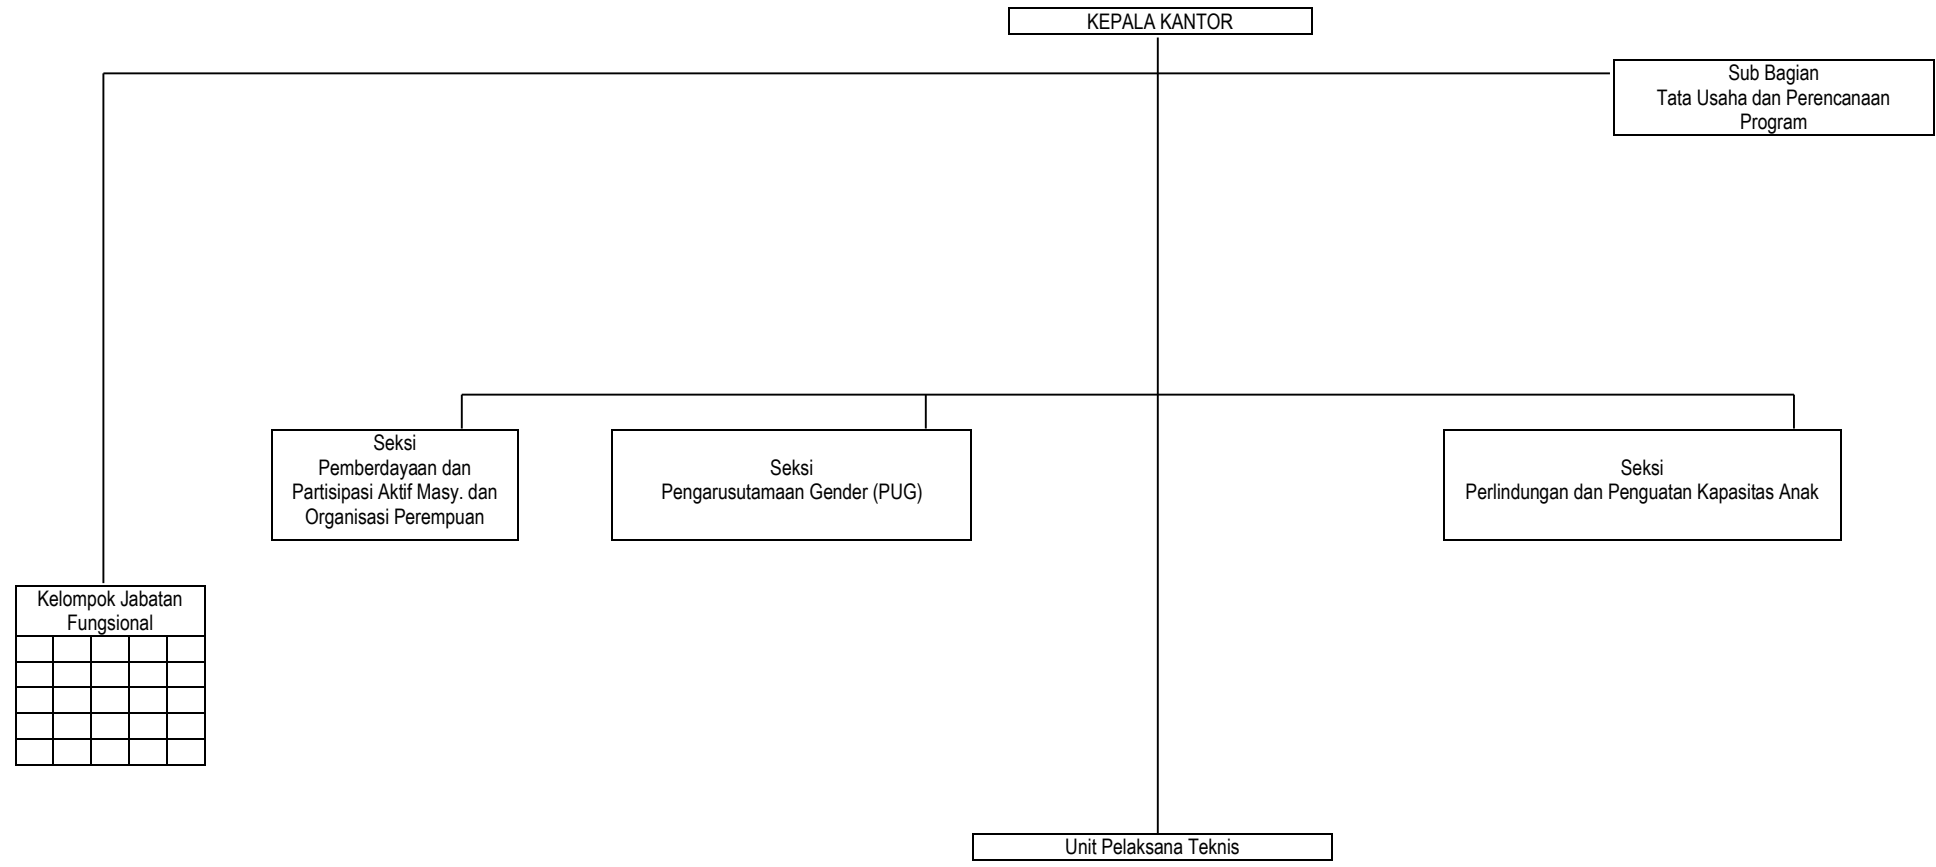 KEPALA KANTOR
Sub Bagian
Tata Usaha dan Perencanaan
Program
Seksi
Pemberdayaan dan
Partisipasi Aktif Masy. dan
Organisasi Perempuan
Seksi
Pengarusutamaan Gender (PUG)
Seksi
Perlindungan dan Penguatan Kapasitas Anak
Kelompok Jabatan
Fungsional
Unit Pelaksana Teknis